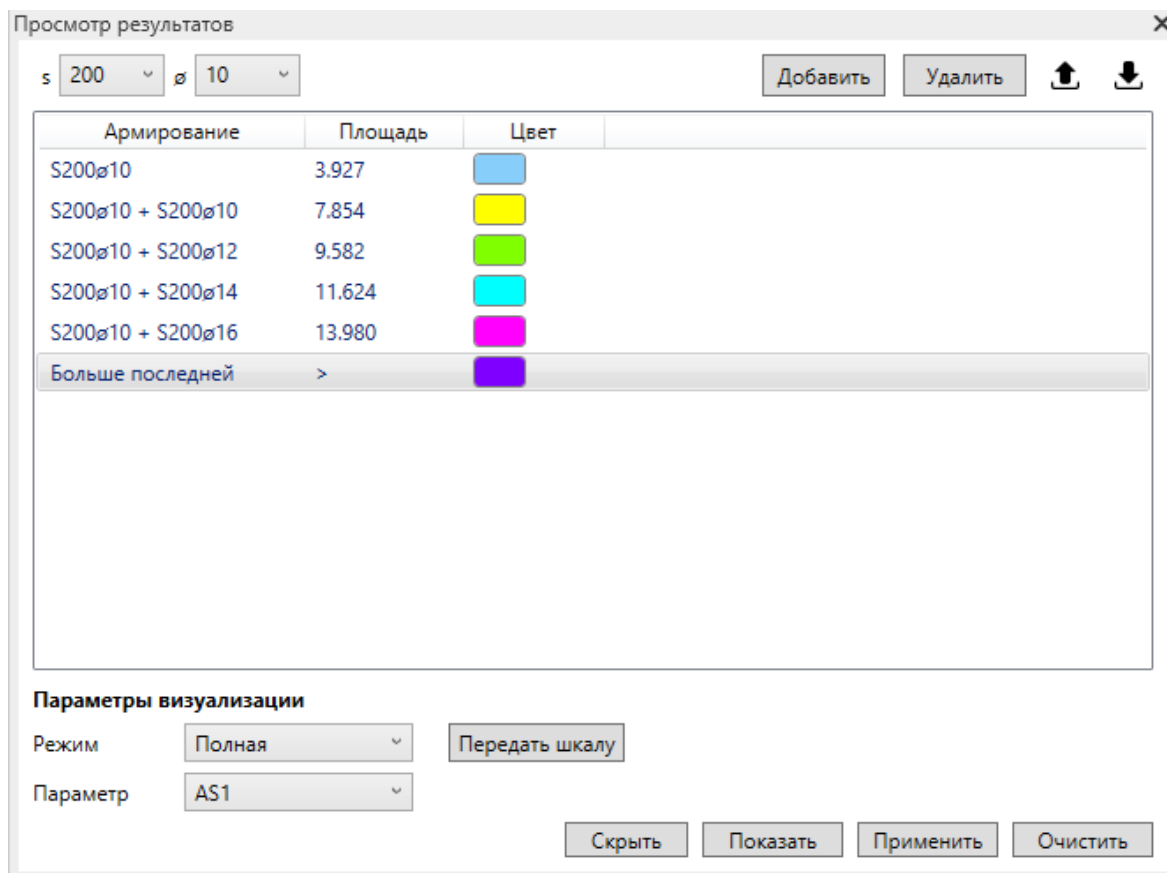 Просмотр результатов
s 200 ø 10 Добавить Удалить
Армирование Площадь Цвет
S200ø10 3.927
S200ø10 + S200ø10 7.854
S200ø10 + S200ø12 9.582
S200ø10 + S200ø14 11.624
S200ø10 + S200ø16 13.980
Больше последней >
Параметры визуализации
Режим Полная Передать шкалу
Параметр AS1
Скрыть Показать Применить Очистить